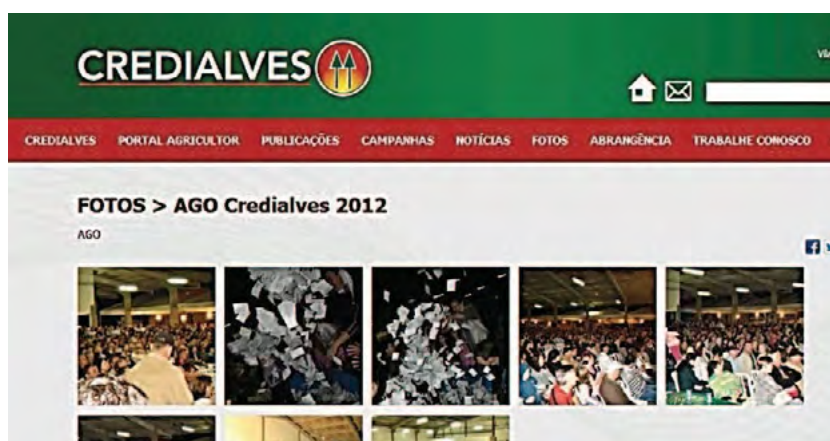 CREDIALVES
CREDIALVES PORTAL AGRICULTOR PUBLICAÇÕES CAMPANHAS NOTÍCIAS FOTOS ABRANGÊNCIA TRABALHE CONOSCO
FOTOS > AGO Credialves 2012
AGO